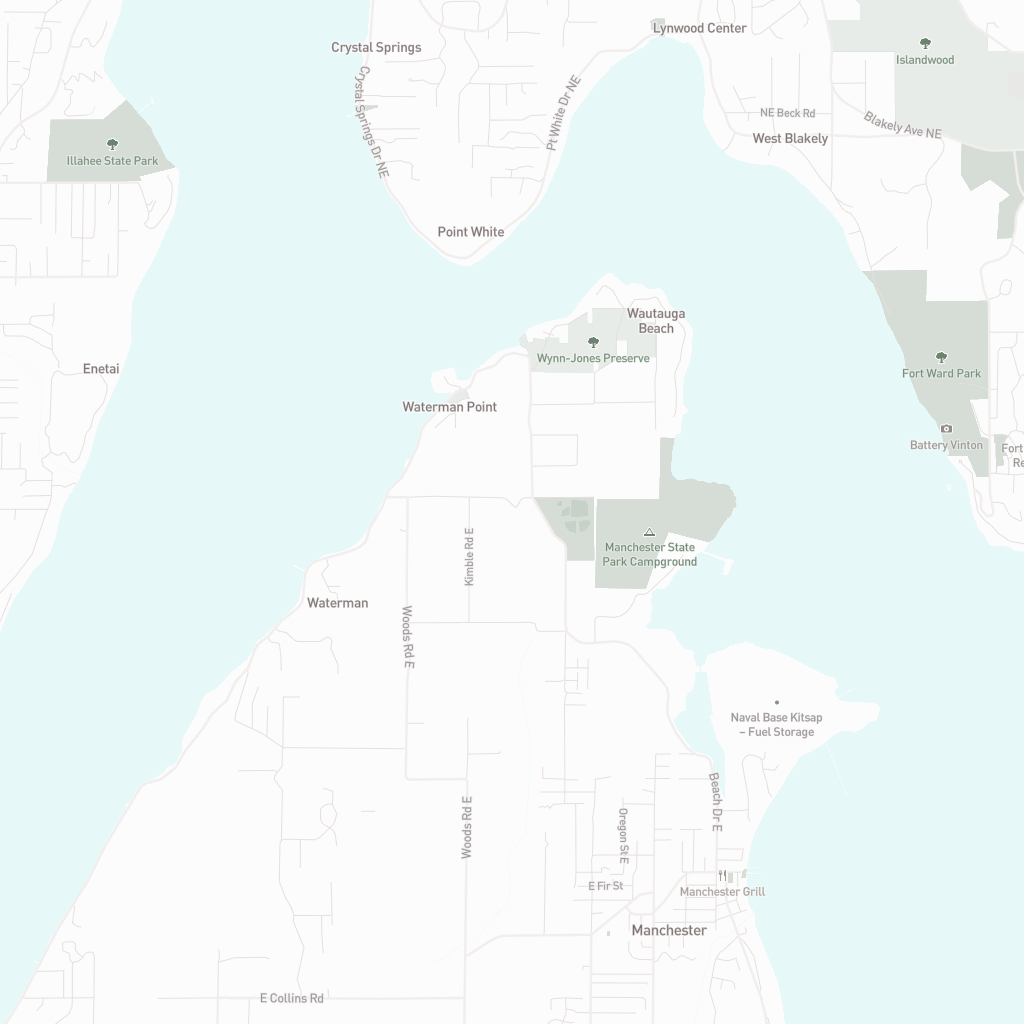 Lynwood Center
Crystal Springs
Islandwood
Crystal Springs Dr NE
Pt White Dr NE
NE Beck Rd
Blakely Ave NE
West Blakely
Illahee State Park
Point White
Wautauga
Beach
Wynn-Jones Preserve
Enetai
Fort Ward Park
Waterman Point
Battery Vinton
Fort
Re
Kimble Rd E
Manchester State
Park Campground
Waterman
Woods Rd E
Naval Base Kitsap
– Fuel Storage
Beach Dr E
Woods Rd E
Oregon St E
E Fir St
Manchester Grill
Manchester
E Collins Rd